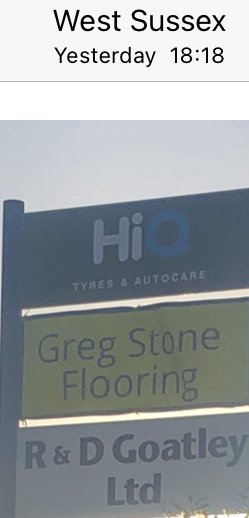 West Sussex
Yesterday 18:18
HiQ
TYRES & AUTOCARE
Greg Stone
Flooring
R & D Goatley
Ltd